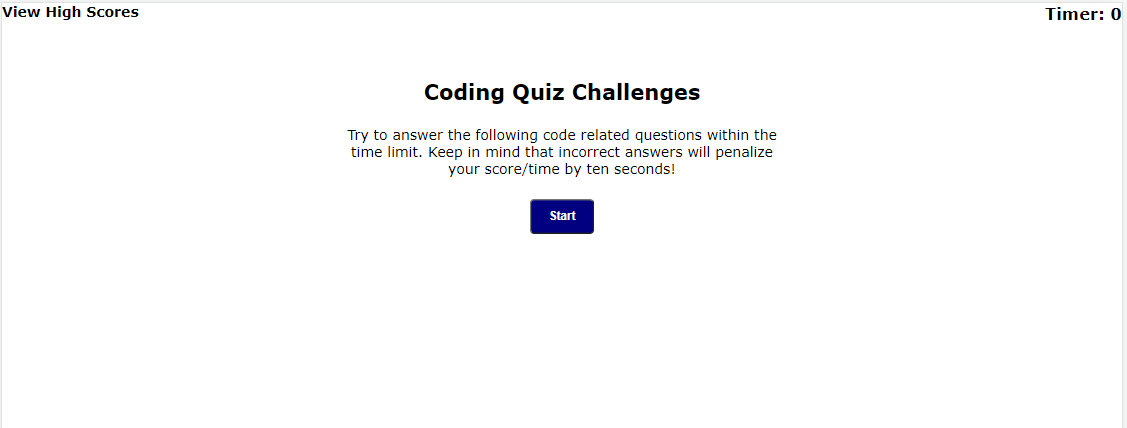 View High Scores
Timer: 0
Coding Quiz Challenges
Try to answer the following code related questions within the
time limit. Keep in mind that incorrect answers will penalize
your score/time by ten seconds!
Start